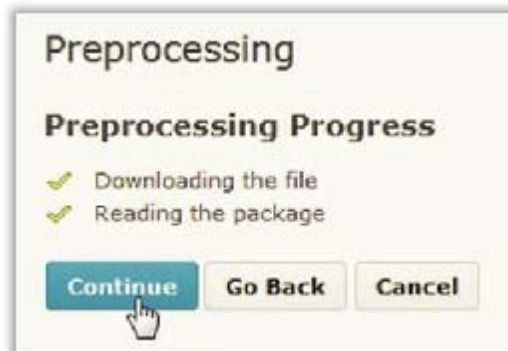 Preprocessing
Preprocessing Progress
Downloading the file
Reading the package
Continue Go Back Cancel